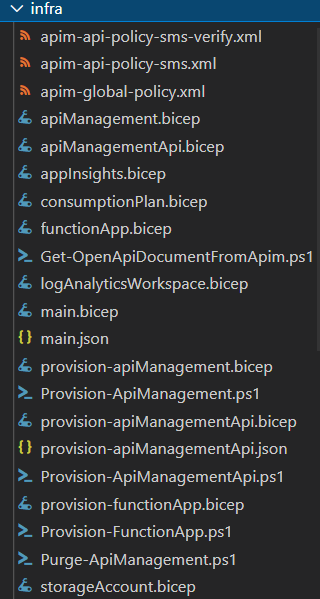 infra
apim-api-policy-sms-verify.xml
apim-api-policy-sms.xml
apim-global-policy.xml
apiManagement.bicep
apiManagementApi.bicep
appInsights.bicep
consumptionPlan.bicep
functionApp.bicep
Get-OpenApiDocumentFromApim.ps1
logAnalyticsWorkspace.bicep
main.bicep
main.json
provision-apiManagement.bicep
Provision-ApiManagement.ps1
provision-apiManagementApi.bicep
provision-apiManagementApi.json
Provision-ApiManagementApi.ps1
provision-functionApp.bicep
Provision-FunctionApp.ps1
Purge-ApiManagement.ps1
storageAccount.bicep